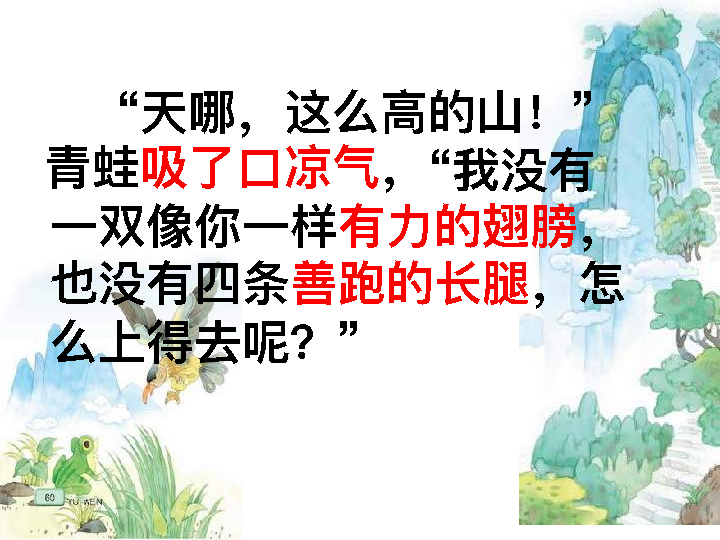 “天哪，这么高的山！”
青蛙吸了口凉气，“我没有
一双像你一样有力的翅膀，
也没有四条善跑的长腿，怎
么上得去呢？”
60
YU WEN